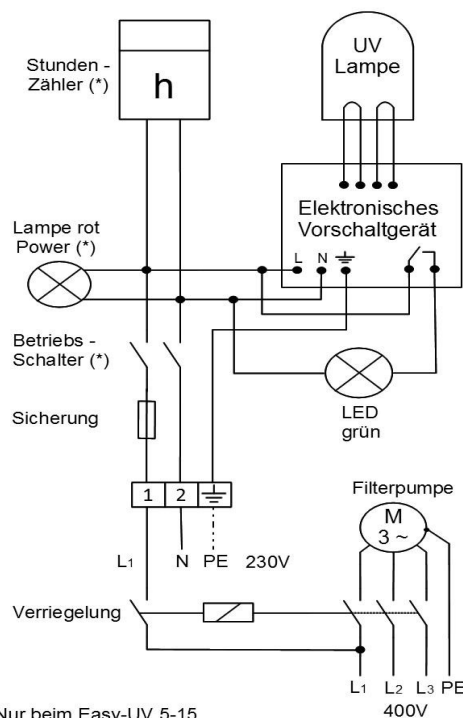 Stunden -
Zähler (*)
h
UV
Lampe
Elektronisches
Vorschaltgerät
L N
Lampe rot
Power (*)
Betriebs -
Schalter (*)
LED
grün
Sicherung
1 2
Filterpumpe
M
3 ~
L1 N PE 230V
Verriegelung
L1 L2 L3 PE
400V
Nur beim Easy-UV 5-15